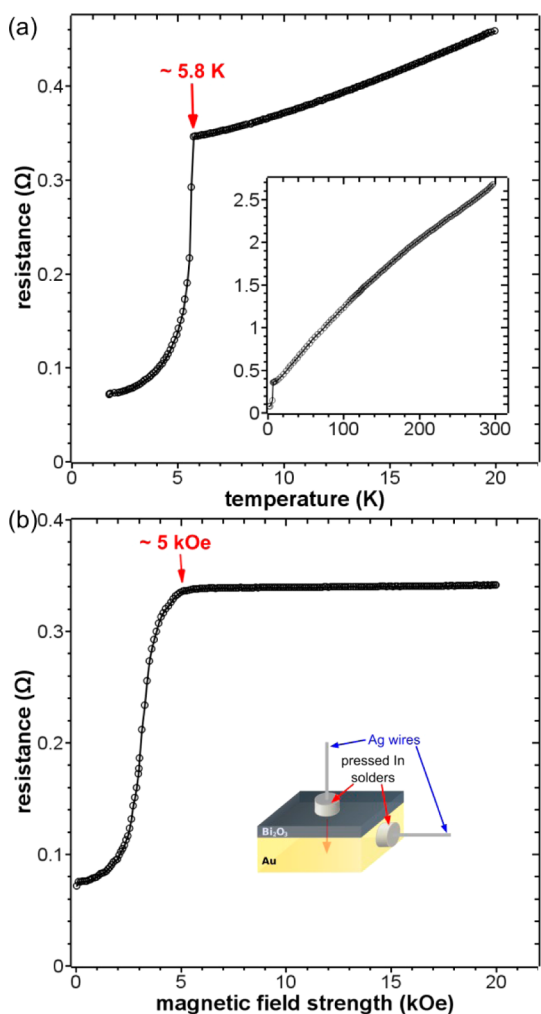 (a)
~ 5.8 K
0.4
0.3
0.2
0.1
0
resistance (Ω)
2.5
2
1.5
1
0.5
0
0 100 200 300
0 5 10 15 20
temperature (K)
(b)
~ 5 kOe
0.4
0.3
0.2
0.1
0
resistance (Ω)
Ag wires
pressed In
solders
Bi₂O₃
Au
0 5 10 15 20
magnetic field strength (kOe)